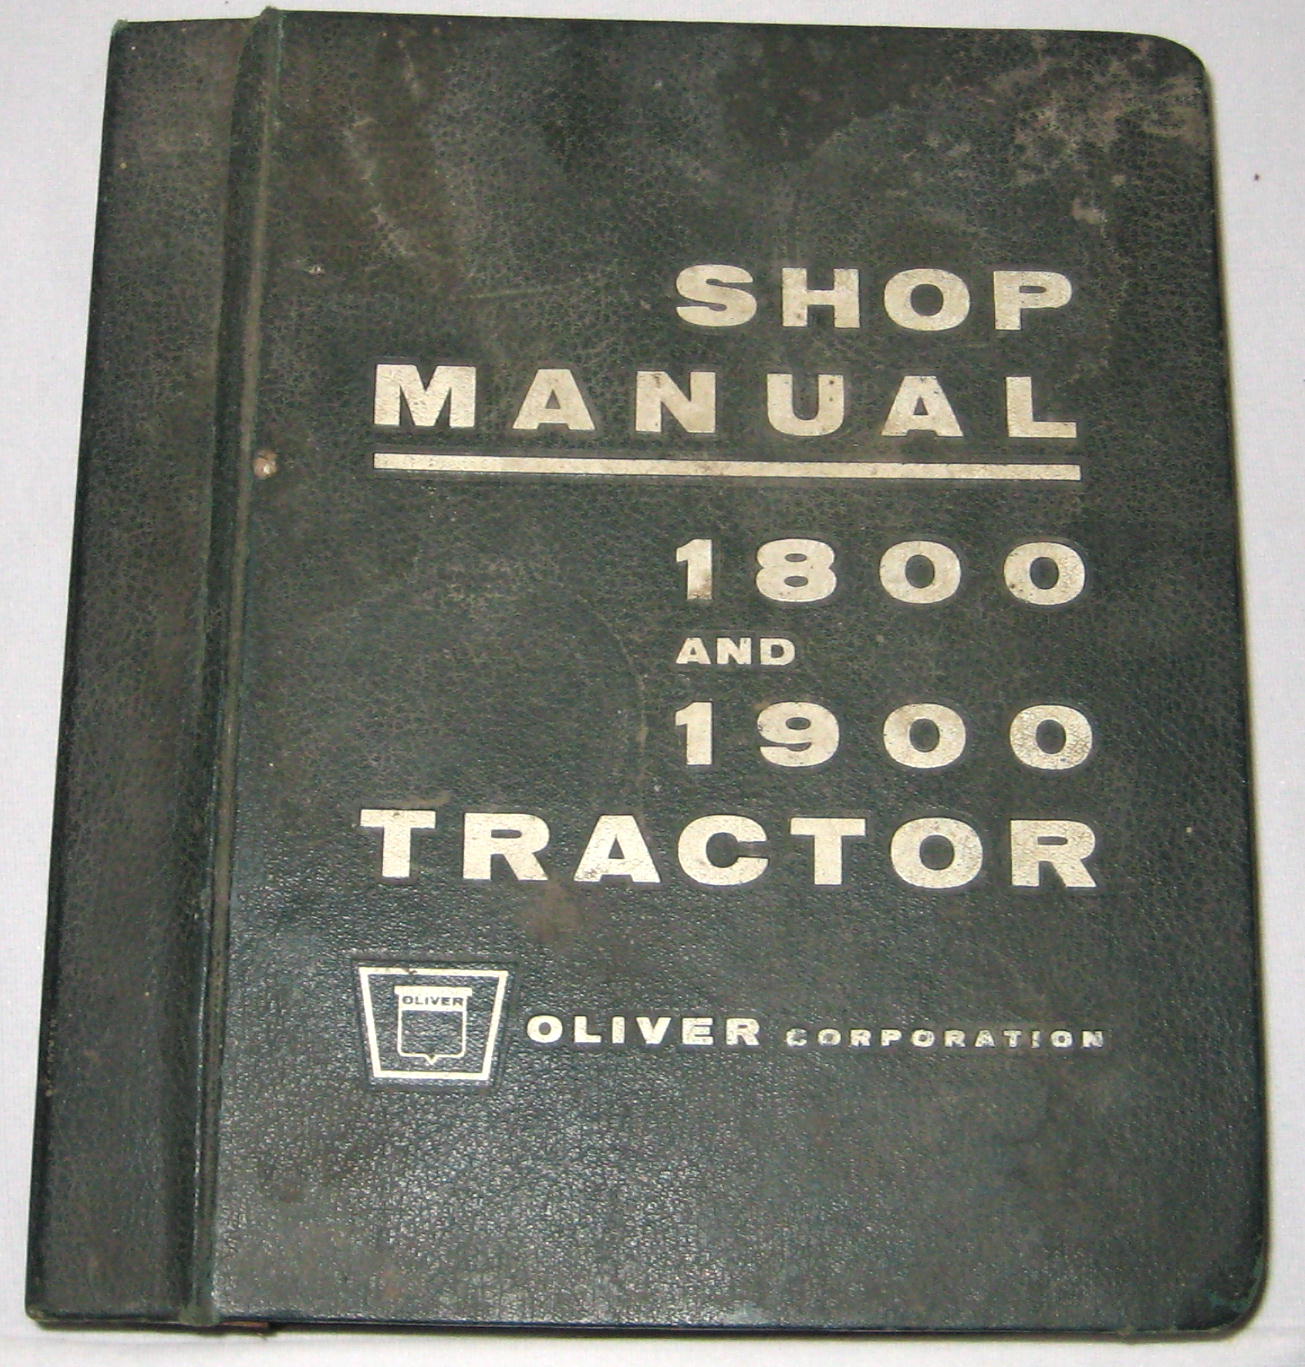 SHOP
MANUAL
1800
AND
1900
TRACTOR
OLIVER
OLIVER CORPORATION